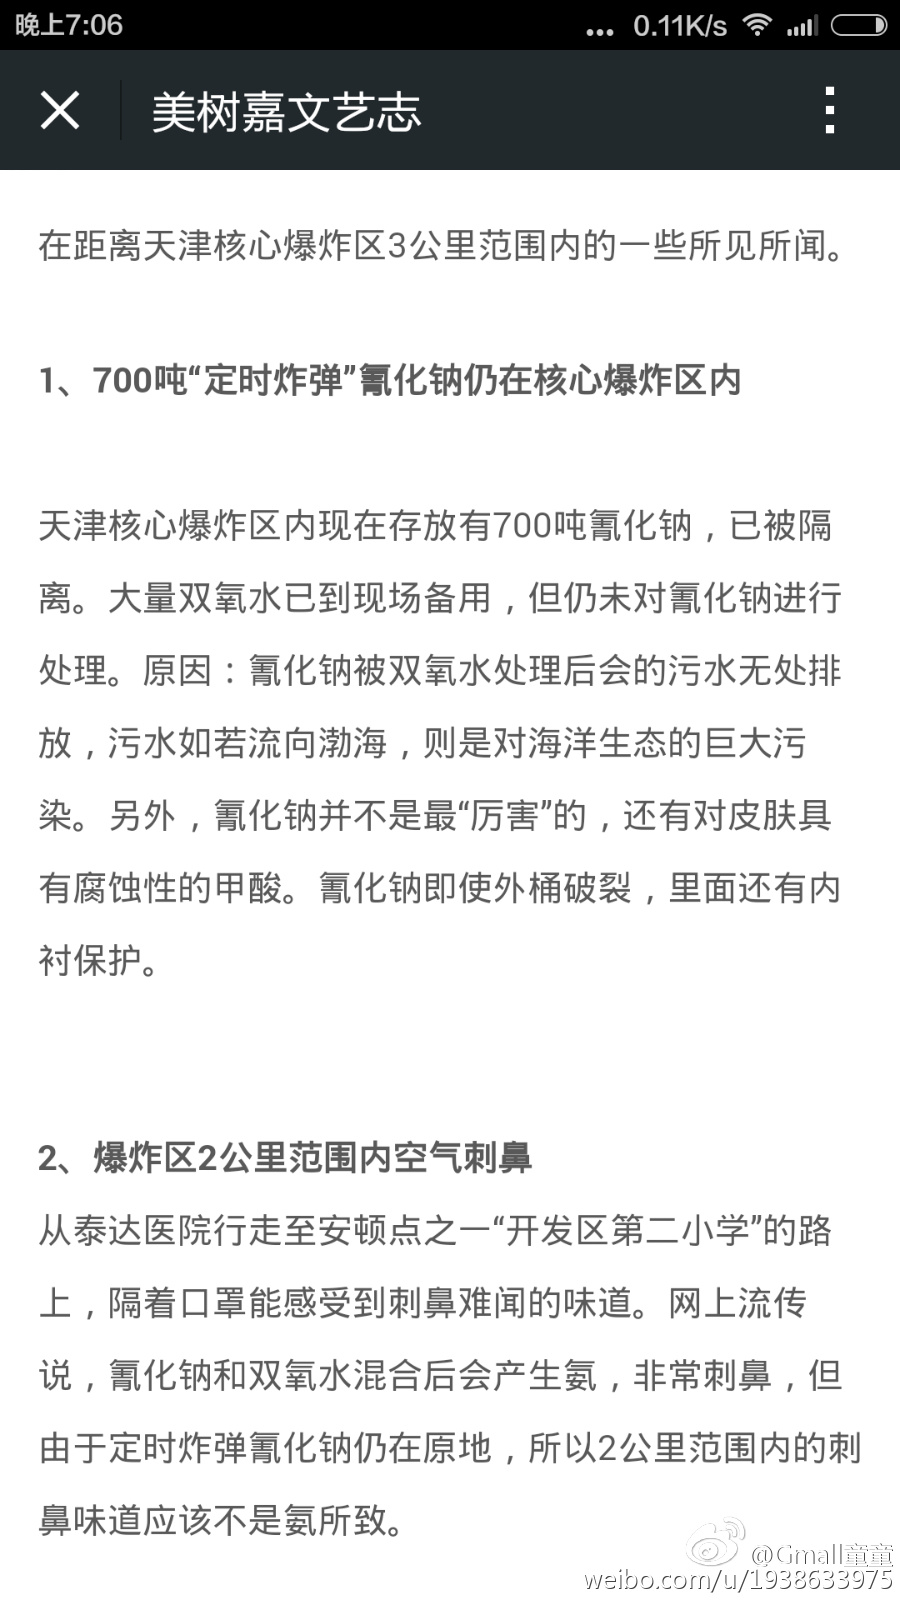 晚上7:06
... 0.11K/s
美树嘉文艺志
在距离天津核心爆炸区3公里范围内的一些所见所闻。
1、700吨“定时炸弹”氰化钠仍在核心爆炸区内
天津核心爆炸区内现在存放有700吨氰化钠，已被隔
离。大量双氧水已到现场备用，但仍未对氰化钠进行
处理。原因：氰化钠被双氧水处理后会的污水无处排
放，污水如若流向渤海，则是对海洋生态的巨大污
染。另外，氰化钠并不是最“厉害”的，还有对皮肤具
有腐蚀性的甲酸。氰化钠即使外桶破裂，里面还有内
衬保护。
2、爆炸区2公里范围内空气刺鼻
从泰达医院行走至安顿点之一“开发区第二小学”的路
上，隔着口罩能感受到刺鼻难闻的味道。网上流传
说，氰化钠和双氧水混合后会产生氨，非常刺鼻，但
由于定时炸弹氰化钠仍在原地，所以2公里范围内的刺
鼻味道应该不是氨所致。
@Gmall童童
weibo.com/u/1938633975